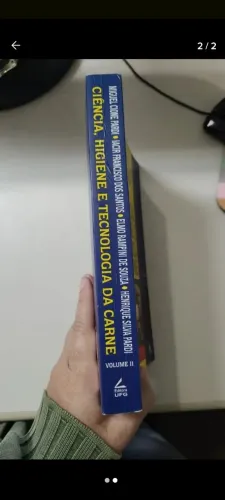 2 / 2
MIGUEL CIONE PARDI • IACIR FRANCISCO DOS SANTOS • ELMO RAMPINI DE SOUZA • HENRIQUE SILVA PARDI
CIÊNCIA, HIGIENE E TECNOLOGIA DA CARNE
VOLUME II
Editora
UFG